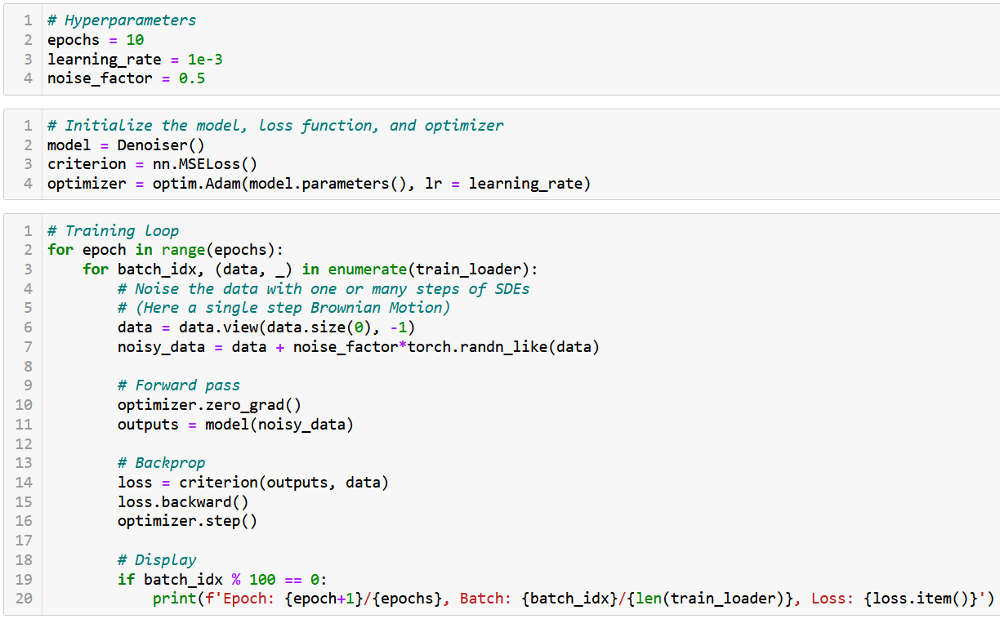 1 # Hyperparameters
2 epochs = 10
3 learning_rate = 1e-3
4 noise_factor = 0.5
1 # Initialize the model, loss function, and optimizer
2 model = Denoiser()
3 criterion = nn.MSELoss()
4 optimizer = optim.Adam(model.parameters(), lr = learning_rate)
1 # Training loop
2 for epoch in range(epochs):
3     for batch_idx, (data, _) in enumerate(train_loader):
4         # Noise the data with one or many steps of SDEs
5         # (Here a single step Brownian Motion)
6         data = data.view(data.size(0), -1)
7         noisy_data = data + noise_factor*torch.randn_like(data)
8
9         # Forward pass
10         optimizer.zero_grad()
11         outputs = model(noisy_data)
12
13         # Backprop
14         loss = criterion(outputs, data)
15         loss.backward()
16         optimizer.step()
17
18         # Display
19         if batch_idx % 100 == 0:
20             print(f'Epoch: {epoch+1}/{epochs}, Batch: {batch_idx}/{len(train_loader)}, Loss: {loss.item()}')